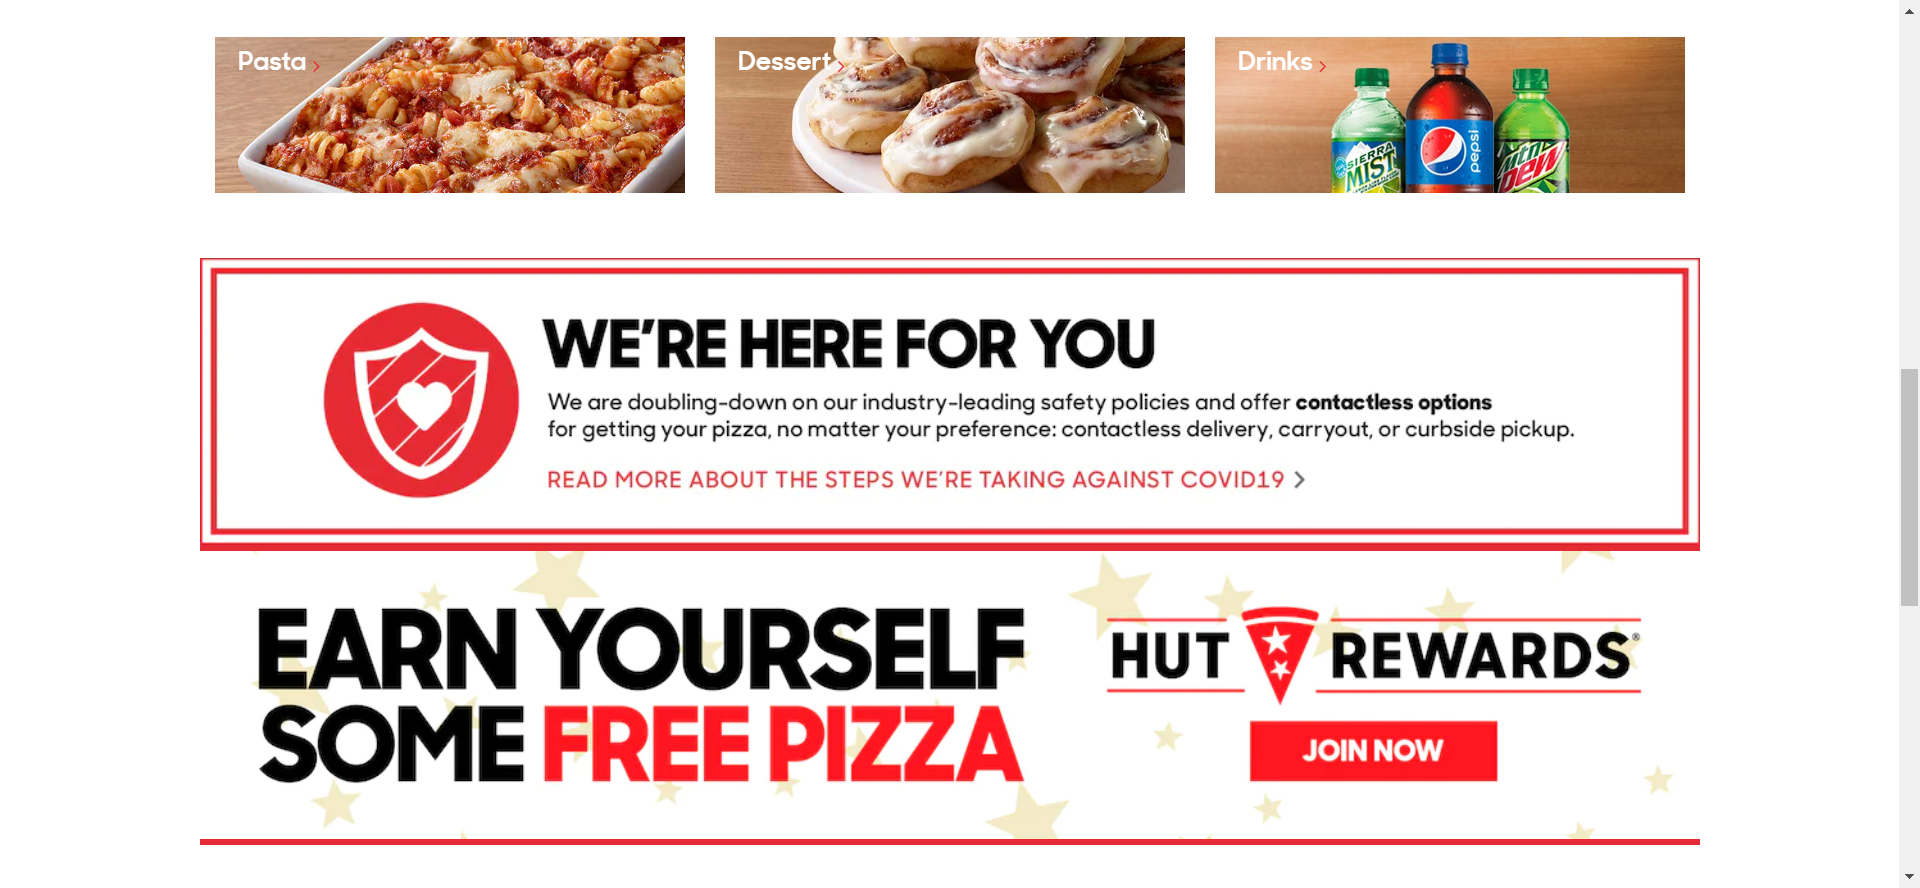 Pasta
Dessert
Drinks
SIERRA
MIST
pepsi
mtn
DEW
WE'RE HERE FOR YOU
We are doubling-down on our industry-leading safety policies and offer contactless options
for getting your pizza, no matter your preference: contactless delivery, carryout, or curbside pickup.
READ MORE ABOUT THE STEPS WE'RE TAKING AGAINST COVID19
EARN YOURSELF
SOME FREE PIZZA
HUT REWARDS®
JOIN NOW